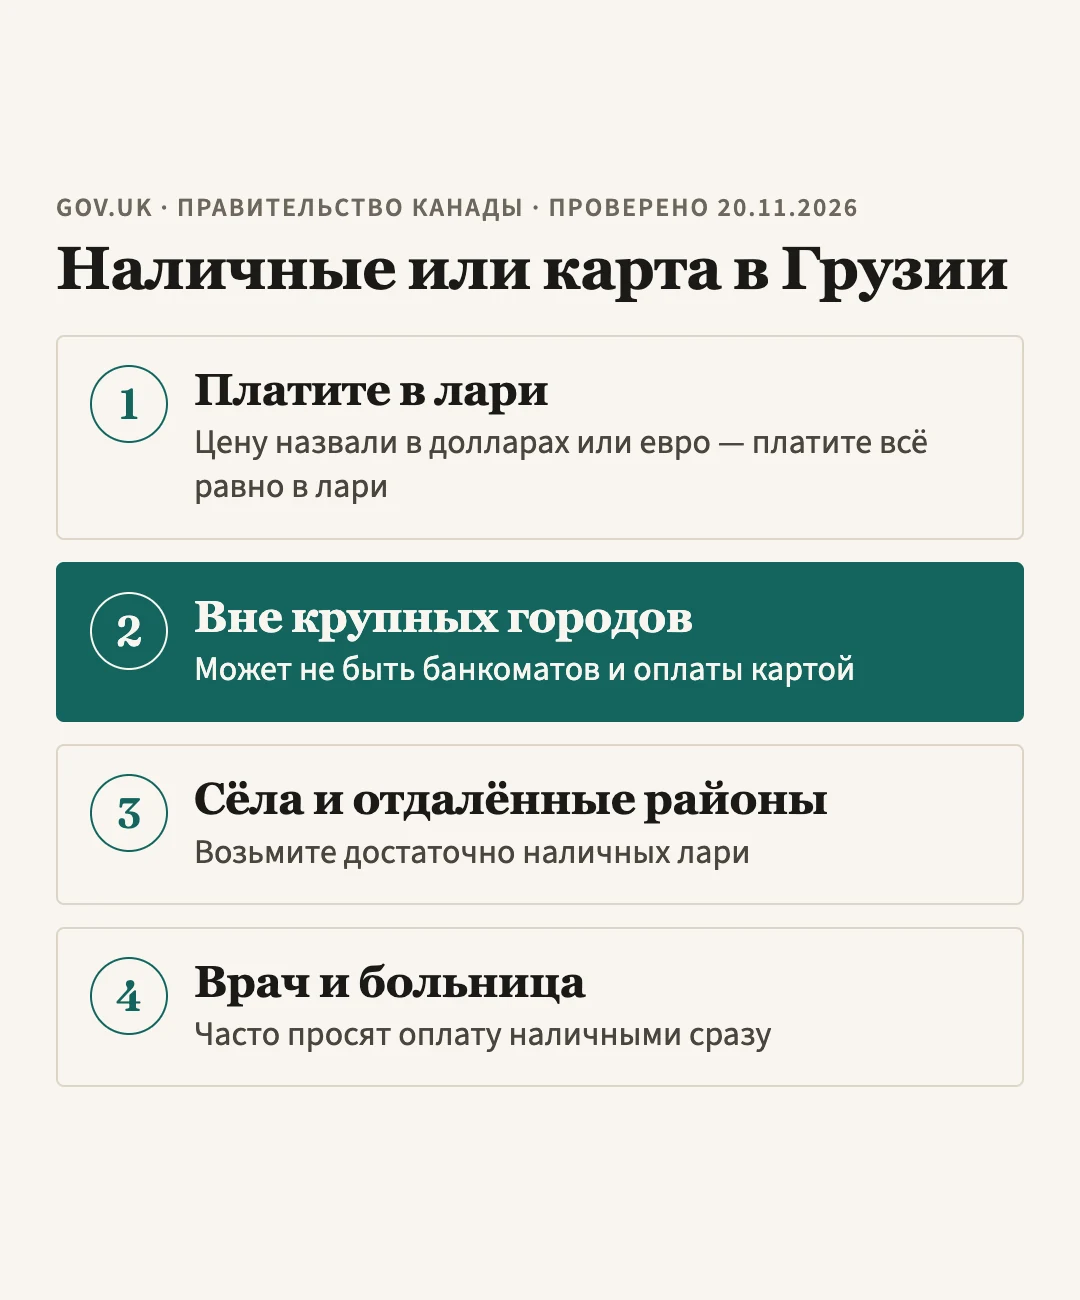 GOV.UK · ПРАВИТЕЛЬСТВО КАНАДЫ · ПРОВЕРЕНО 20.11.2026
Наличные или карта в Грузии
1
Платите в лари
Цену назвали в долларах или евро — платите всё
равно в лари
2
Вне крупных городов
Может не быть банкоматов и оплаты картой
3
Сёла и отдалённые районы
Возьмите достаточно наличных лари
4
Врач и больница
Часто просят оплату наличными сразу